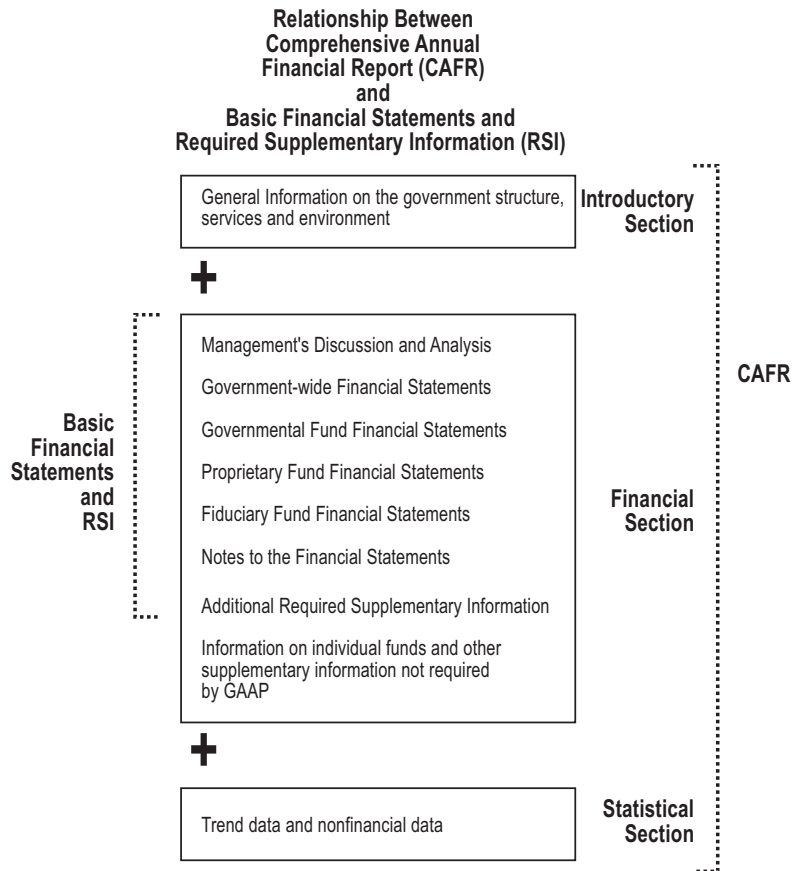 Relationship Between
Comprehensive Annual
Financial Report (CAFR)
and
Basic Financial Statements and
Required Supplementary Information (RSI)
General Information on the government structure,
services and environment
Introductory
Section
+
Management's Discussion and Analysis
Government-wide Financial Statements
Governmental Fund Financial Statements
Proprietary Fund Financial Statements
Fiduciary Fund Financial Statements
Notes to the Financial Statements
Additional Required Supplementary Information
Information on individual funds and other
supplementary information not required
by GAAP
Basic
Financial
Statements
and
RSI
Financial
Section
CAFR
+
Trend data and nonfinancial data
Statistical
Section